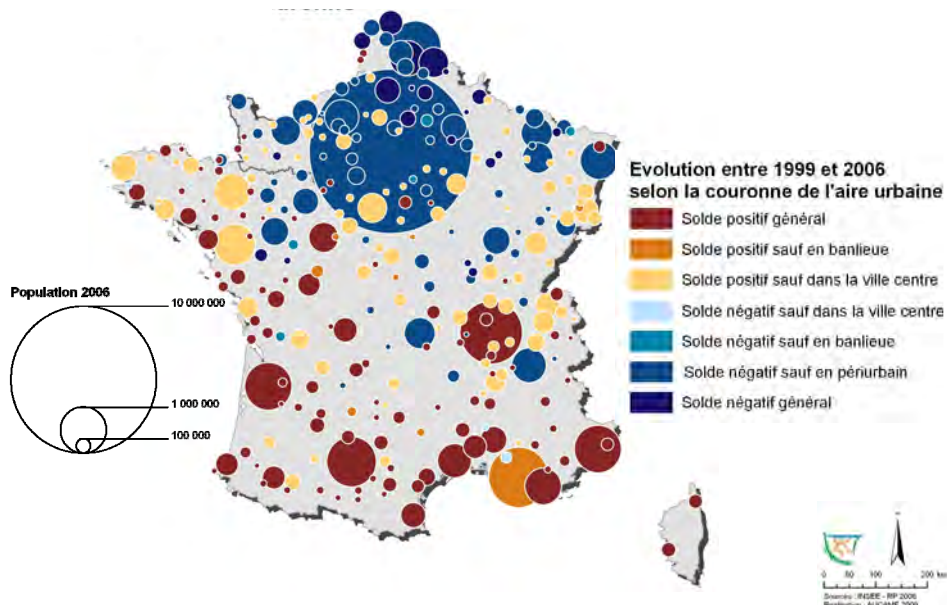 Evolution entre 1999 et 2006
selon la couronne de l'aire urbaine
Solde positif général
Solde positif sauf en banlieue
Solde positif sauf dans la ville centre
Solde négatif sauf dans la ville centre
Solde négatif sauf en banlieue
Solde négatif sauf en périurbain
Solde négatif général
Population 2006
10 000 000
1 000 000
100 000
0 50 100 200 km
Sources : INSEE - RP 2006